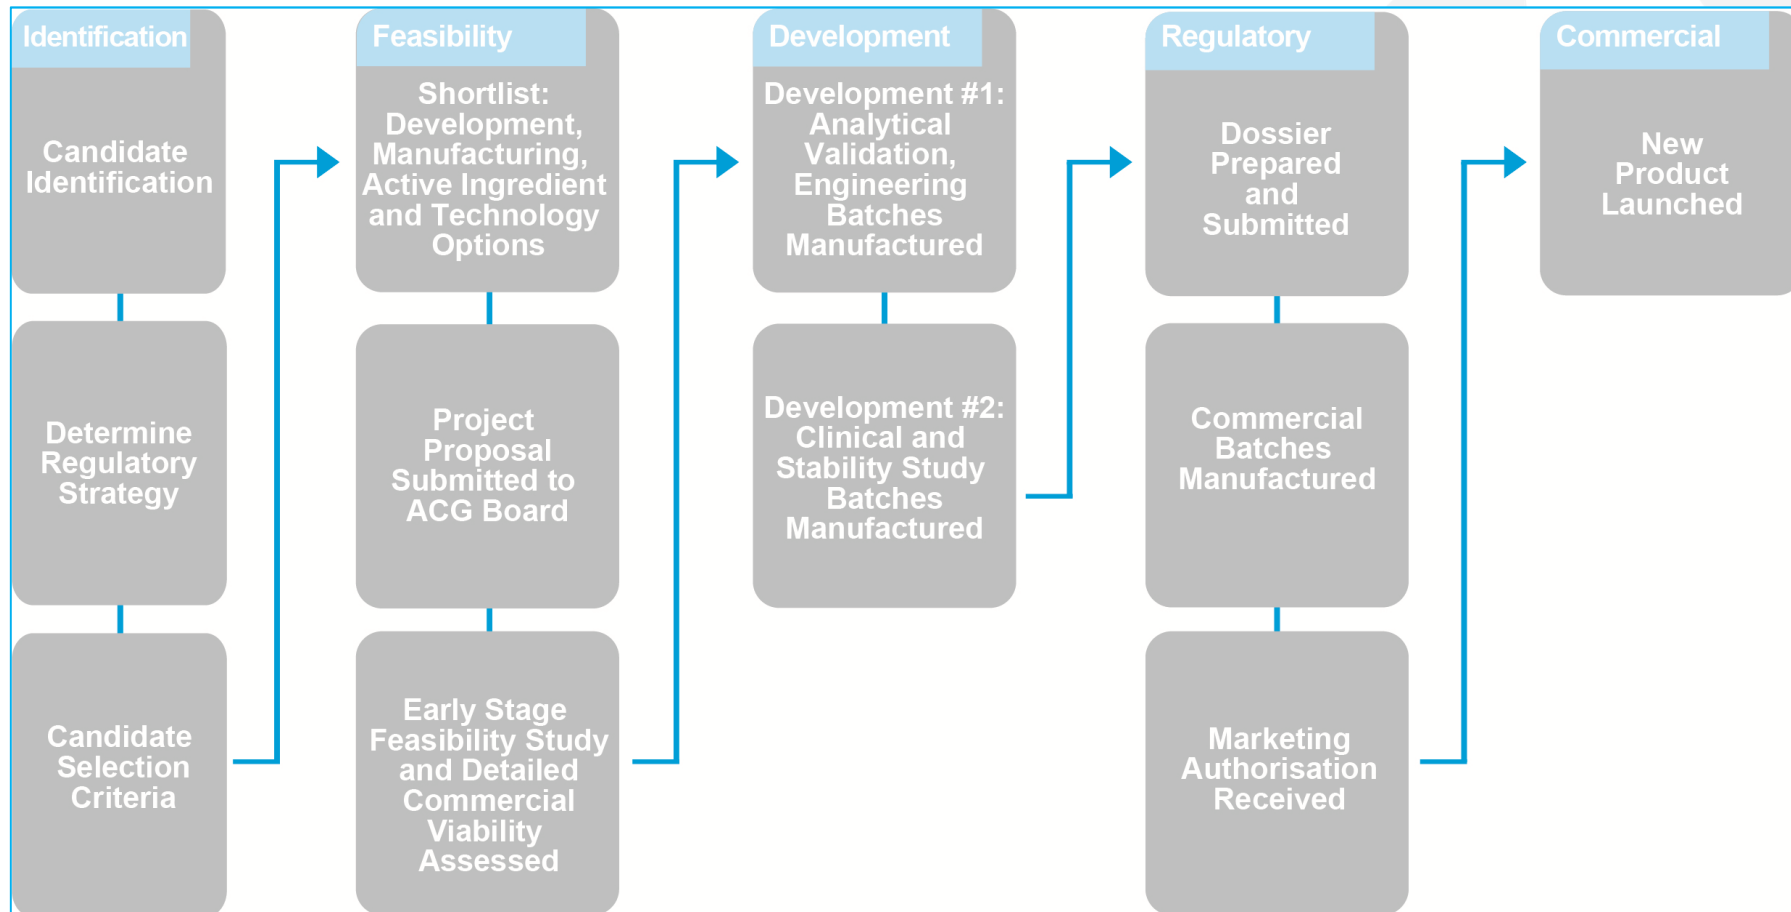 Identification
Candidate
Identification
Determine
Regulatory
Strategy
Candidate
Selection
Criteria
Feasibility
Shortlist:
Development,
Manufacturing,
Active Ingredient
and Technology
Options
Project
Proposal
Submitted to
ACG Board
Early Stage
Feasibility Study
and Detailed
Commercial
Viability
Assessed
Development
Development #1:
Analytical
Validation,
Engineering
Batches
Manufactured
Development #2:
Clinical and
Stability Study
Batches
Manufactured
Regulatory
Dossier
Prepared
and
Submitted
Commercial
Batches
Manufactured
Marketing
Authorisation
Received
Commercial
New
Product
Launched